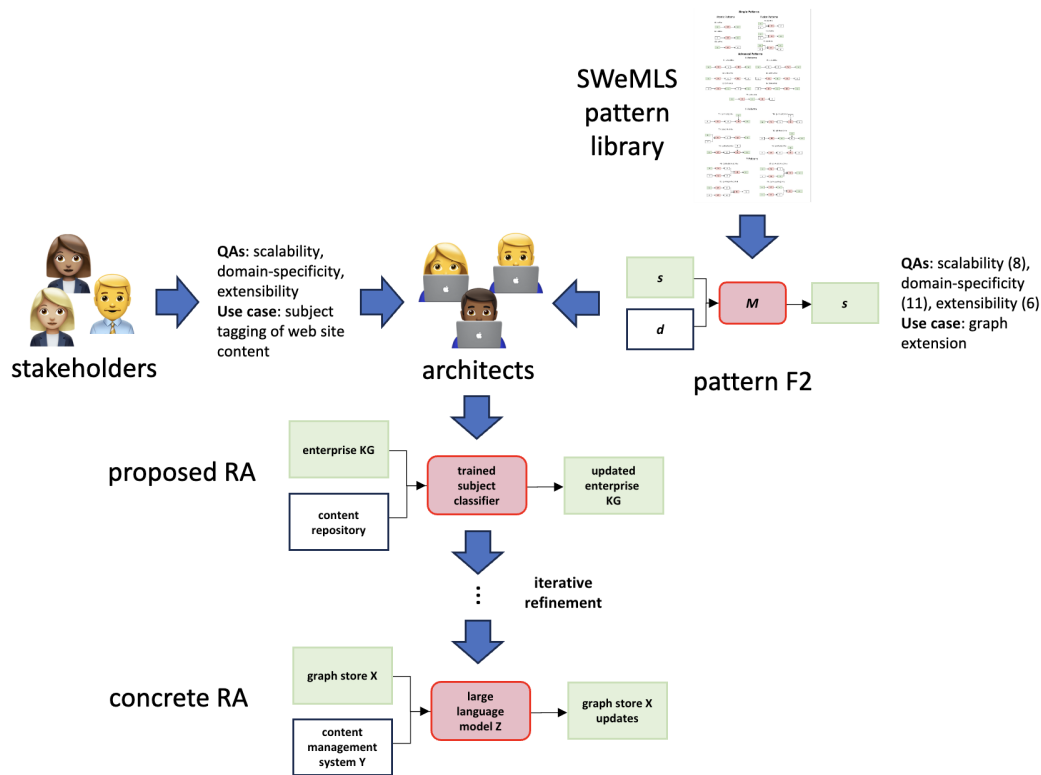 SWeMLS
pattern
library
QAs: scalability,
domain-specificity,
extensibility
Use case: subject
tagging of web site
content
stakeholders
architects
s
d
M
s
pattern F2
QAs: scalability (8),
domain-specificity
(11), extensibility (6)
Use case: graph
extension
proposed RA
enterprise KG
content
repository
trained
subject
classifier
updated
enterprise
KG
⋮
iterative
refinement
concrete RA
graph store X
content
management
system Y
large
language
model Z
graph store X
updates